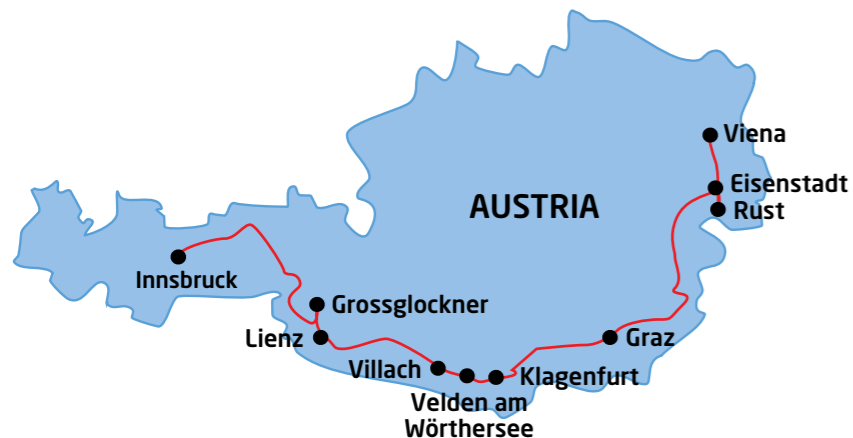 Viena
Eisenstadt
AUSTRIA
Rust
Innsbruck
Grossglockner
Lienz
Graz
Villach
Klagenfurt
Velden am
Wörthersee